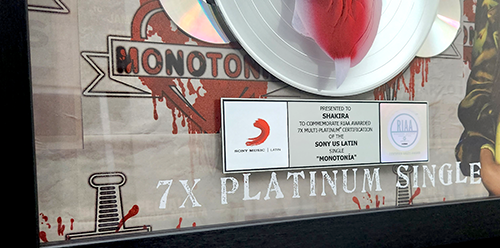 MONOTONÍA
PRESENTED TO
SHAKIRA
TO COMMEMORATE RIAA AWARDED
7X MULTI-PLATINUM® CERTIFICATION
OF THE
SONY US LATIN
SINGLE
"MONOTONÍA"
SONY MUSIC | LATIN
RIAA
7X PLATINUM SINGLE